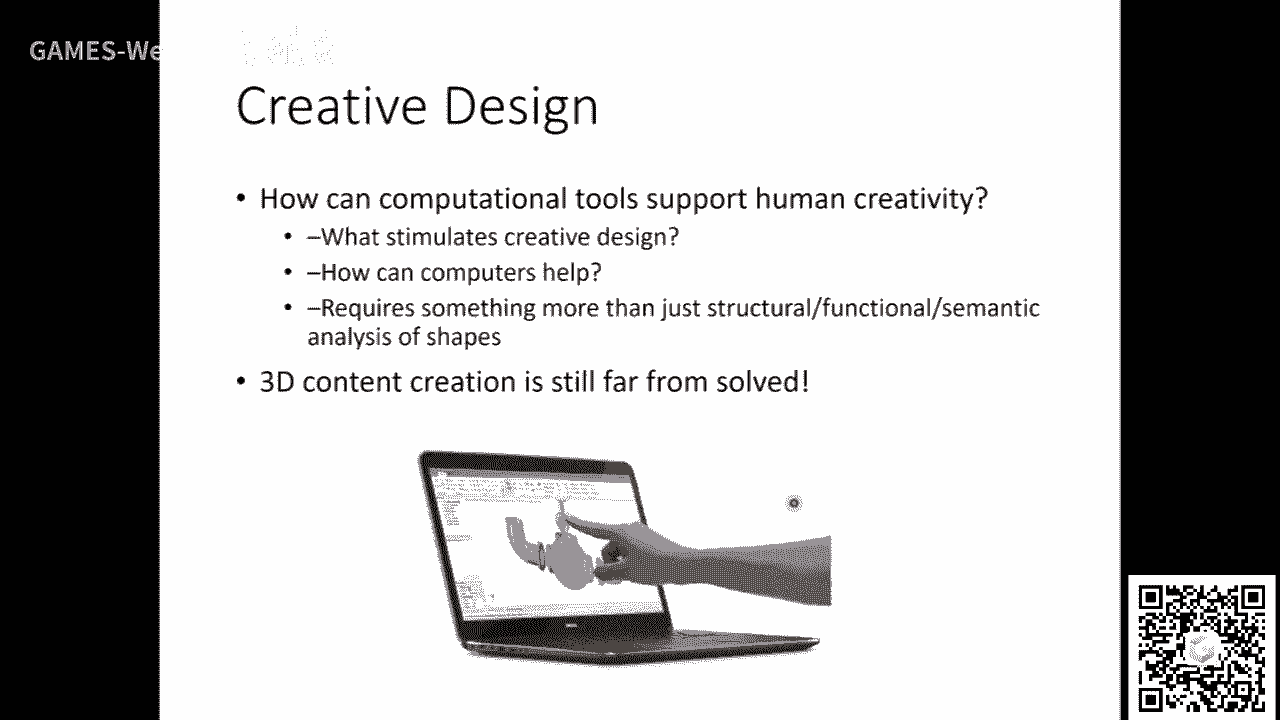 GAMES-We
Creative Design
• How can computational tools support human creativity?
• –What stimulates creative design?
• –How can computers help?
• –Requires something more than just structural/functional/semantic
analysis of shapes
• 3D content creation is still far from solved!